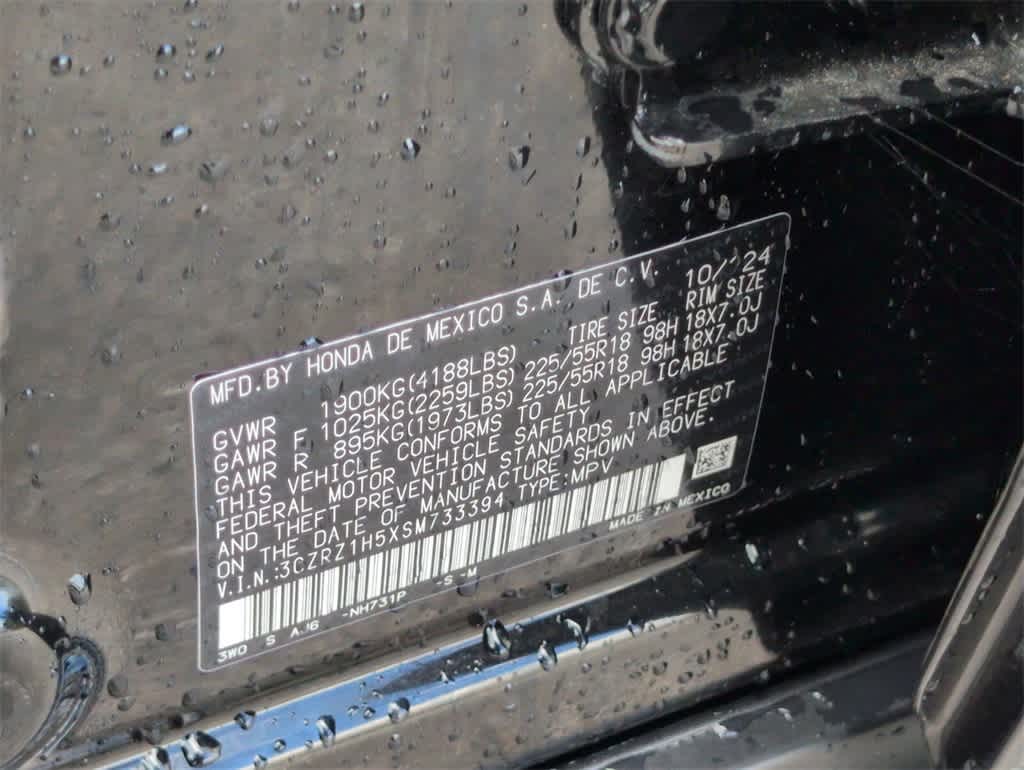 MFD.BY HONDA DE MEXICO S.A. DE C.V. 10/'24
TIRE SIZE RIM SIZE
GVWR 1900KG(4188LBS)
GAWR F 1025KG(2259LBS) 225/55R18 98H 18X7.0J
GAWR R 895KG(1973LBS) 225/55R18 98H 18X7.0J
THIS VEHICLE CONFORMS TO ALL APPLICABLE
FEDERAL MOTOR VEHICLE SAFETY
AND THEFT PREVENTION STANDARDS IN EFFECT
ON THE DATE OF MANUFACTURE SHOWN ABOVE.
V.I.N.:3CZRZ1H5XSM733394 TYPE:MPV
MADE IN MEXICO
3W0 S AJ6 -NH731P -S-M